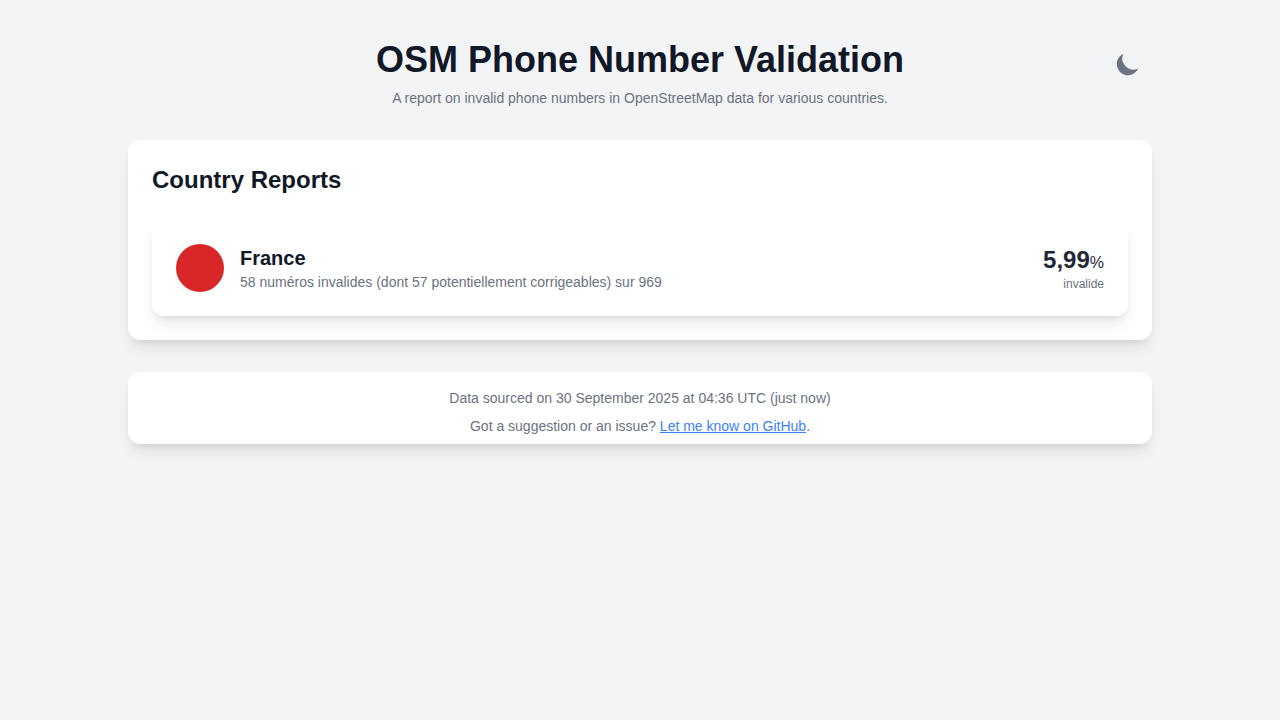 OSM Phone Number Validation
A report on invalid phone numbers in OpenStreetMap data for various countries.
Country Reports
France
58 numéros invalides (dont 57 potentiellement corrigeables) sur 969
5,99%
invalide
Data sourced on 30 September 2025 at 04:36 UTC (just now)
Got a suggestion or an issue? Let me know on GitHub.